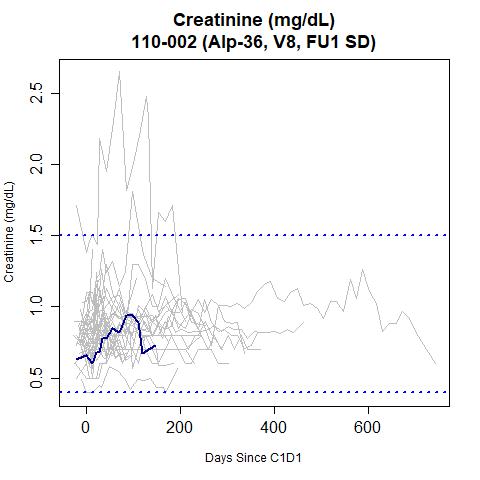 Creatinine (mg/dL)
110-002 (Alp-36, V8, FU1 SD)
Creatinine (mg/dL)
2.5
2.0
1.5
1.0
0.5
0 200 400 600
Days Since C1D1